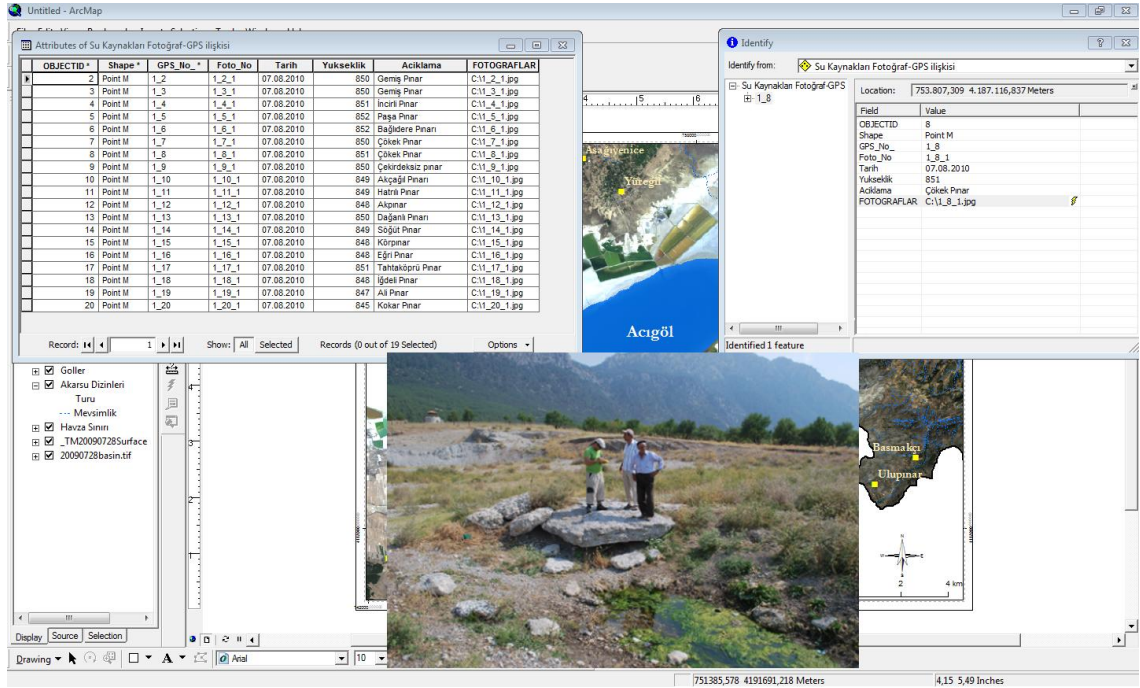 Untitled - ArcMap
Attributes of Su Kaynakları Fotoğraf-GPS ilişkisi
OBJECTID * Shape * GPS_No_ * Foto_No Tarih Yukseklik Aciklama FOTOGRAFLAR
2 Point M 1_2 1_2_1 07.08.2010 850 Gemiş Pınar C:\1_2_1.jpg
3 Point M 1_3 1_3_1 07.08.2010 850 Gemiş Pınar C:\1_3_1.jpg
4 Point M 1_4 1_4_1 07.08.2010 851 İncirli Pınar C:\1_4_1.jpg
5 Point M 1_5 1_5_1 07.08.2010 852 Paşa Pınar C:\1_5_1.jpg
6 Point M 1_6 1_6_1 07.08.2010 852 Bağlıdere Pınarı C:\1_6_1.jpg
7 Point M 1_7 1_7_1 07.08.2010 850 Çökek Pınar C:\1_7_1.jpg
8 Point M 1_8 1_8_1 07.08.2010 851 Çökek Pınar C:\1_8_1.jpg
9 Point M 1_9 1_9_1 07.08.2010 850 Çekirdeksiz pınar C:\1_9_1.jpg
10 Point M 1_10 1_10_1 07.08.2010 849 Akçağıl Pınarı C:\1_10_1.jpg
11 Point M 1_11 1_11_1 07.08.2010 849 Hatrılı Pınar C:\1_11_1.jpg
12 Point M 1_12 1_12_1 07.08.2010 848 Akpınar C:\1_12_1.jpg
13 Point M 1_13 1_13_1 07.08.2010 850 Dağanlı Pınarı C:\1_13_1.jpg
14 Point M 1_14 1_14_1 07.08.2010 849 Söğüt Pınarı C:\1_14_1.jpg
15 Point M 1_15 1_15_1 07.08.2010 848 Körpınar C:\1_15_1.jpg
16 Point M 1_16 1_16_1 07.08.2010 848 Eğri Pınar C:\1_16_1.jpg
17 Point M 1_17 1_17_1 07.08.2010 851 Tahtaköprü Pınar C:\1_17_1.jpg
18 Point M 1_18 1_18_1 07.08.2010 848 İğdeli Pınar C:\1_18_1.jpg
19 Point M 1_19 1_19_1 07.08.2010 847 Ali Pınar C:\1_19_1.jpg
20 Point M 1_20 1_20_1 07.08.2010 845 Kokar Pınar C:\1_20_1.jpg
Record: 1 Show: All Selected Records (0 out of 19 Selected) Options
Identify
Identify from: Su Kaynakları Fotoğraf-GPS ilişkisi
Su Kaynakları Fotoğraf-GPS
1_8
Location: 753.807,309 4.187.116,837 Meters
Field Value
OBJECTID 8
Shape Point M
GPS_No_ 1_8
Foto_No 1_8_1
Tarih 07.08.2010
Yukseklik 851
Aciklama Çökek Pınar
FOTOGRAFLAR C:\1_8_1.jpg
Identified 1 feature
4 5 6
Asağıyenice
Yüreğil
Acıgöl
Goller
Akarsu Dizinleri
Turu
Mevsimlik
Havza Sınırı
_TM20090728Surface
20090728basin.tif
4
3
2
1
Basmakçı
Ulupınar
N
2 4 km
Display Source Selection
Drawing A Arial 10
751385,578 4191691,218 Meters 4,15 5,49 Inches